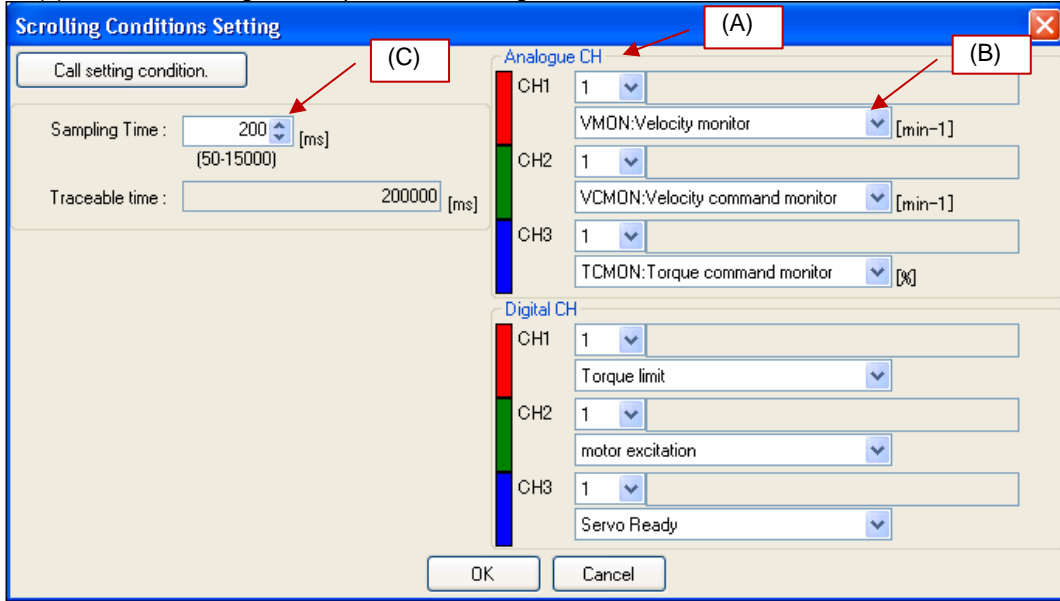 Scrolling Conditions Setting
(A)
Call setting condition.
(C)
Analogue CH
(B)
CH1
1
VMON:Velocity monitor
[min-1]
Sampling Time :
200
[ms]
(50-15000)
CH2
1
VCMON:Velocity command monitor
[min-1]
Traceable time :
200000
[ms]
CH3
1
TCMON:Torque command monitor
[%]
Digital CH
CH1
1
Torque limit
CH2
1
motor excitation
CH3
1
Servo Ready
OK
Cancel